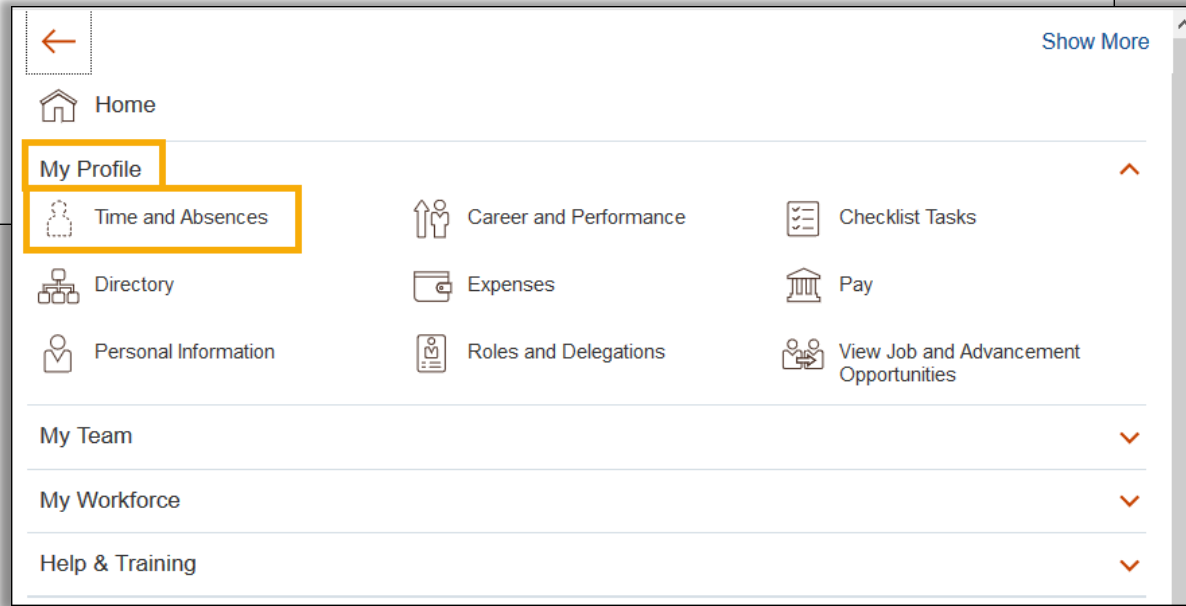 Show More
Home
My Profile
Time and Absences
Career and Performance
Checklist Tasks
Directory
Expenses
Pay
Personal Information
Roles and Delegations
View Job and Advancement
Opportunities
My Team
My Workforce
Help & Training